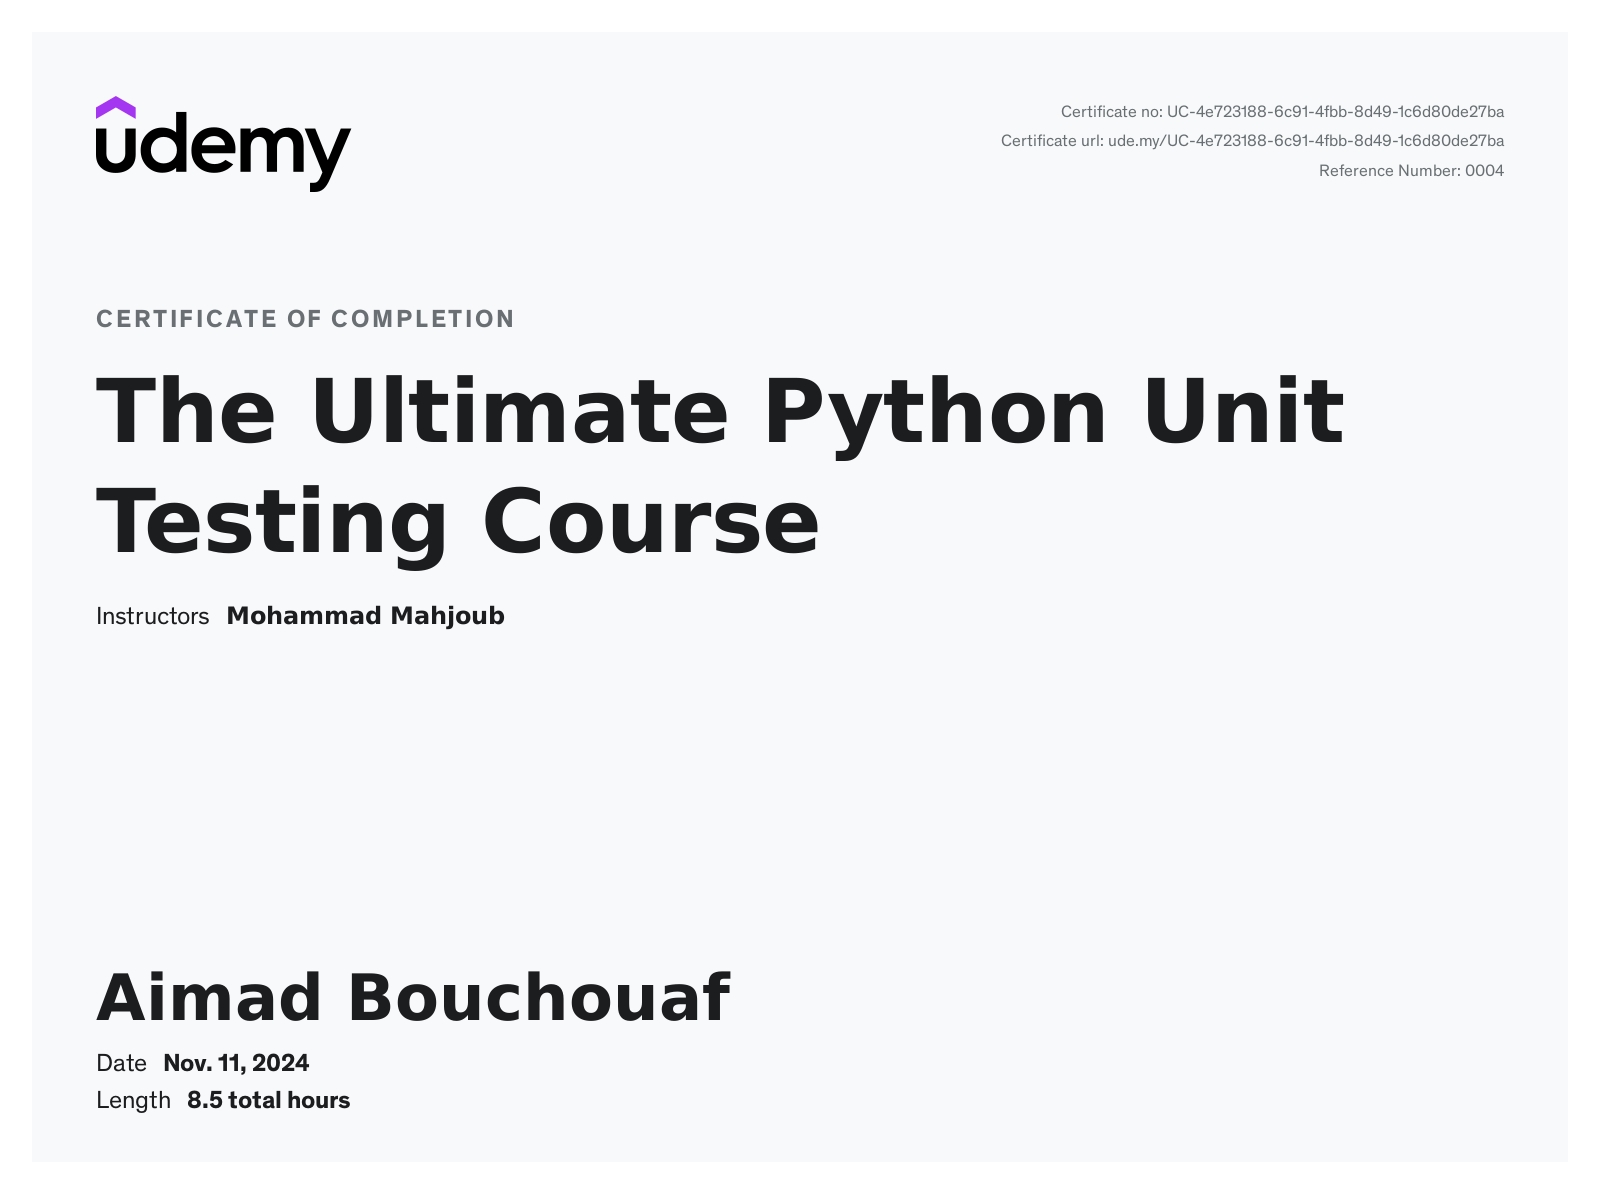 udemy
Certificate no: UC-4e723188-6c91-4fbb-8d49-1c6d80de27ba
Certificate url: ude.my/UC-4e723188-6c91-4fbb-8d49-1c6d80de27ba
Reference Number: 0004
CERTIFICATE OF COMPLETION
The Ultimate Python Unit
Testing Course
Instructors Mohammad Mahjoub
Aimad Bouchouaf
Date Nov. 11, 2024
Length 8.5 total hours